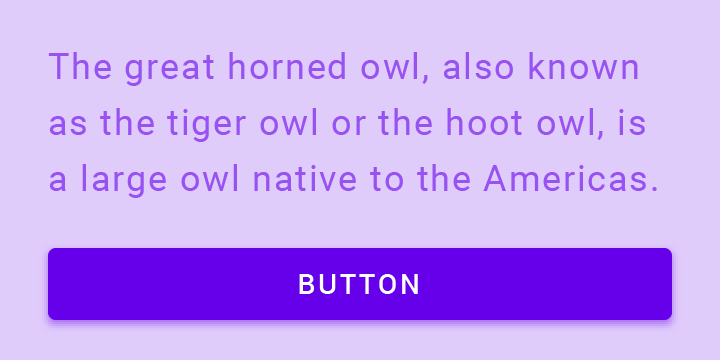 The great horned owl, also known
as the tiger owl or the hoot owl, is
a large owl native to the Americas.
BUTTON